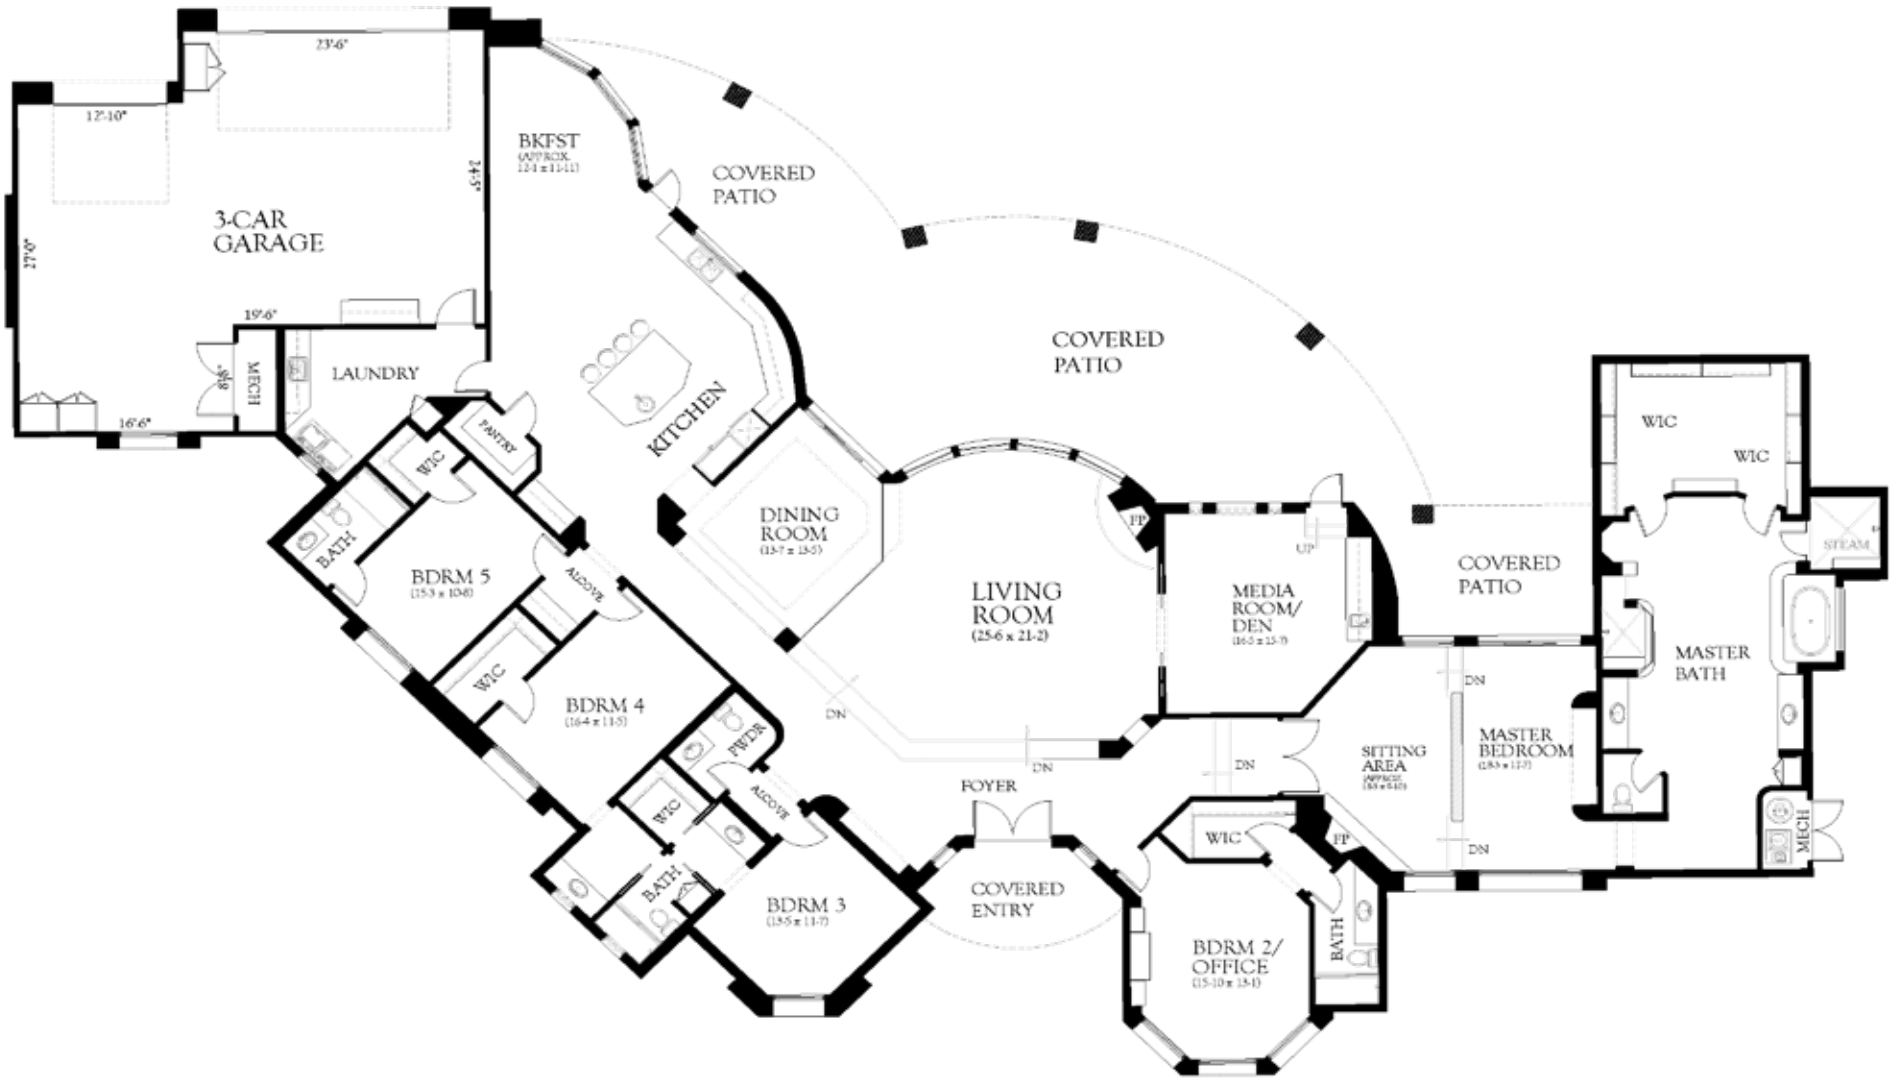 23'-6"
12'-10"
BKFST
(APPROX.
12-1 x 11-11)
24'-5"
COVERED
PATIO
3-CAR
GARAGE
27'-0"
19'-6"
LAUNDRY
MECH
8'-8"
16'-6"
KITCHEN
PANTRY
WIC
COVERED
PATIO
WIC
WIC
DINING
ROOM
(13-7 x 13-5)
FP
UP
STEAM
BATH
BDRM 5
(15-3 x 10-8)
ALCOVE
LIVING
ROOM
(25-6 x 21-2)
MEDIA
ROOM/
DEN
COVERED
PATIO
MASTER
BATH
WIC
BDRM 4
(16-4 x 11-5)
DN
DN
PWDR
MASTER
BEDROOM
SITTING
AREA
(APPROX.
DN
DN
FOYER
ALCOVE
WIC
WIC
FP
DN
MECH
BATH
COVERED
ENTRY
BDRM 3
(13-5 x 11-7)
BATH
BDRM 2/
OFFICE
(15-10 x 13-1)